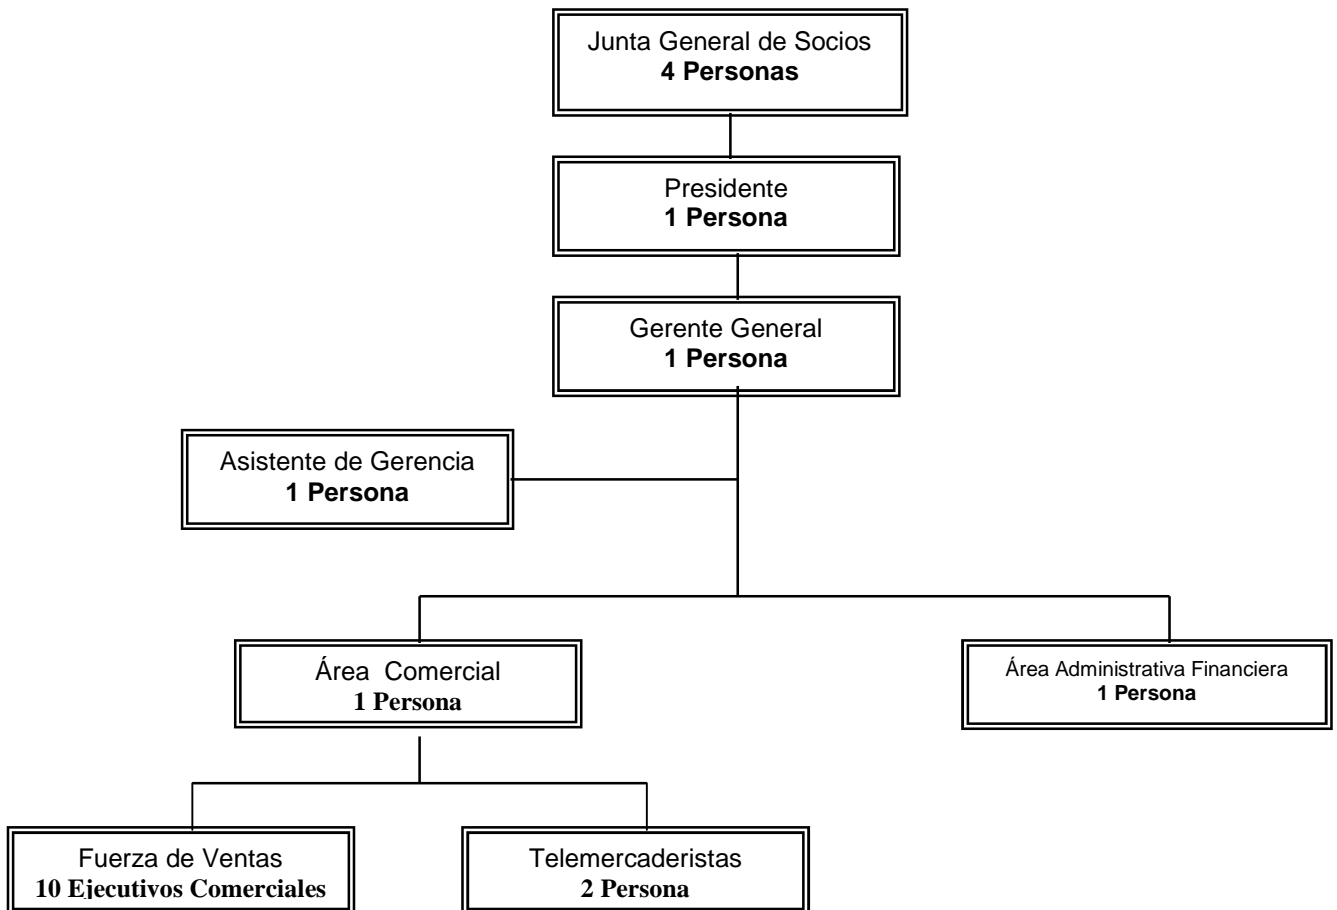 Junta General de Socios
4 Personas
Presidente
1 Persona
Gerente General
1 Persona
Asistente de Gerencia
1 Persona
Área Comercial
1 Persona
Área Administrativa Financiera
1 Persona
Fuerza de Ventas
10 Ejecutivos Comerciales
Telemercaderistas
2 Persona